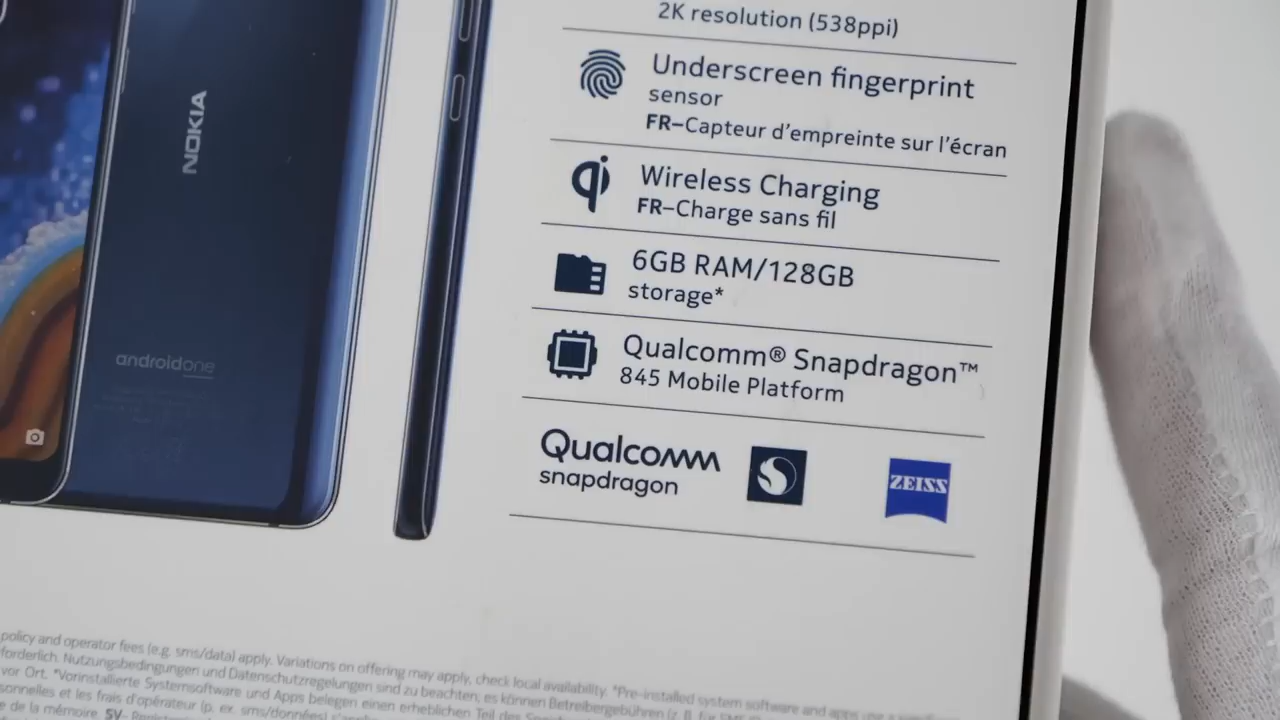 2K resolution (538ppi)
Underscreen fingerprint
sensor
FR–Capteur d'empreinte sur l'écran
qi
Wireless Charging
FR–Charge sans fil
6GB RAM/128GB
storage*
Qualcomm® Snapdragon™
845 Mobile Platform
Qualcomm
snapdragon
ZEISS
NOKIA
androidone
policy and operator fees (e.g. sms/data) apply. Variations on offering may apply, check local availability. *Pre-installed system software and apps use a
forderlich. Nutzungsbedingungen und Datenschutzregelungen sind zu beachten; es können Betreibergebühren (z. B. für
vor Ort. *Vorinstallierte Systemsoftware und Apps belegen einen erheblichen Teil des
sonnelles et les frais d'opérateur (p. ex. sms/données)
e de la mémoire. SV–